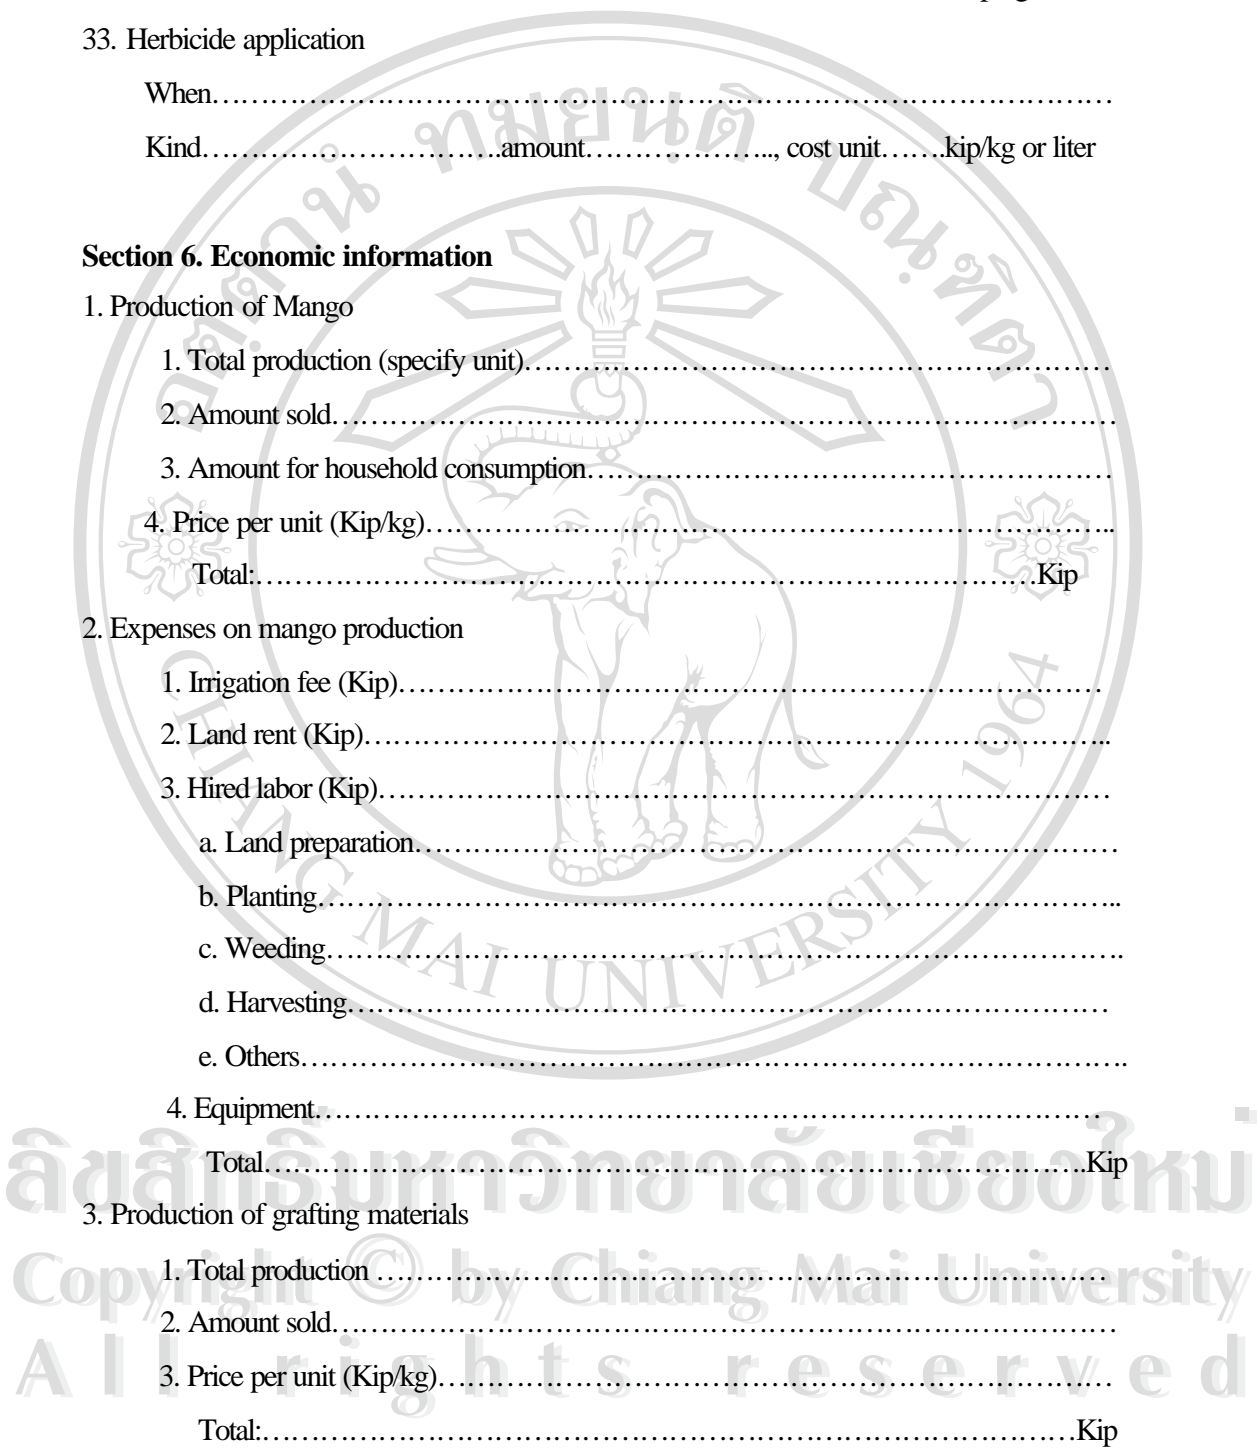 33. Herbicide application
When……………………………………………………………………………………
Kind………………………….amount……………….., cost unit…….kip/kg or liter
Section 6. Economic information
1. Production of Mango
1. Total production (specify unit)………………………………………………………
2. Amount sold…………………………………………………………………………
3. Amount for household consumption…………………………………………………
4. Price per unit (Kip/kg)………………………………………………………………..
Total:…………………………………………………………………………Kip
2. Expenses on mango production
1. Irrigation fee (Kip)……………………………………………………………………
2. Land rent (Kip)……………………………………………………………………..
3. Hired labor (Kip)……………………………………………………………………
a. Land preparation…………………………………………………………………
b. Planting…………………………………………………………………………..
c. Weeding………………………………………………………………………….
d. Harvesting………………………………………………………………………
e. Others…………………………………………………………………………….
4. Equipment…………………………………………………………………………
Total…………………………………………………………………………….Kip
3. Production of grafting materials
1. Total production ……………………………………………………………………
2. Amount sold…………………………………………………………………………
3. Price per unit (Kip/kg)………………………………………………………………
Total:……………………………………………………………………………Kip
CHIANG MAI UNIVERSITY 1964
ลิขสิทธิ์มหาวิทยาลัยเชียงใหม่
Copyright © by Chiang Mai University
All rights reserved